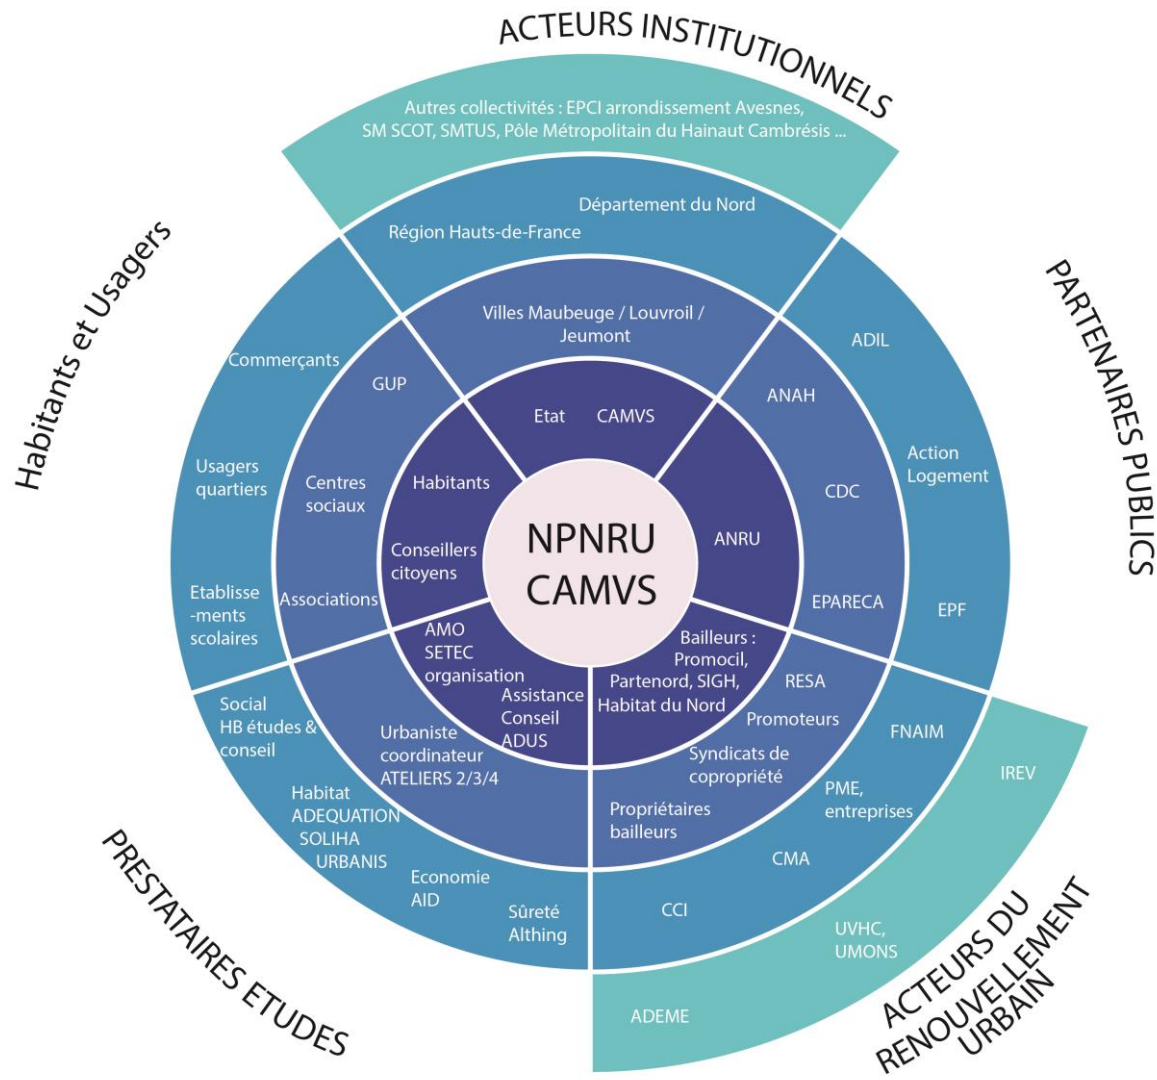 ACTEURS INSTITUTIONNELS
Autres collectivités : EPCI arrondissement Avesnes,
SM SCOT, SMTUS, Pôle Métropolitain du Hainaut Cambrésis ...
Département du Nord
Région Hauts-de-France
Villes Maubeuge / Louvroil /
Jeumont
Etat
CAMVS
PARTENAIRES PUBLICS
ADIL
ANAH
Action
Logement
CDC
ANRU
EPARECA
EPF
Habitants et Usagers
Commerçants
GUP
Usagers
quartiers
Centres
sociaux
Habitants
Conseillers
citoyens
Etablisse
-ments
scolaires
Associations
NPNRU
CAMVS
PRESTATAIRES ETUDES
AMO
SETEC
organisation
Assistance
Conseil
ADUS
Urbaniste
coordinateur
ATELIERS 2/3/4
Social
HB études &
conseil
Habitat
ADEQUATION
SOLIHA
URBANIS
Economie
AID
Sûreté
Althing
ACTEURS DU
RENOUVELLEMENT
URBAIN
Bailleurs :
Promocil,
Partenord, SIGH,
Habitat du Nord
RESA
Promoteurs
Syndicats de
copropriété
Propriétaires
bailleurs
FNAIM
PME,
entreprises
CMA
CCI
IREV
UVHC,
UMONS
ADEME